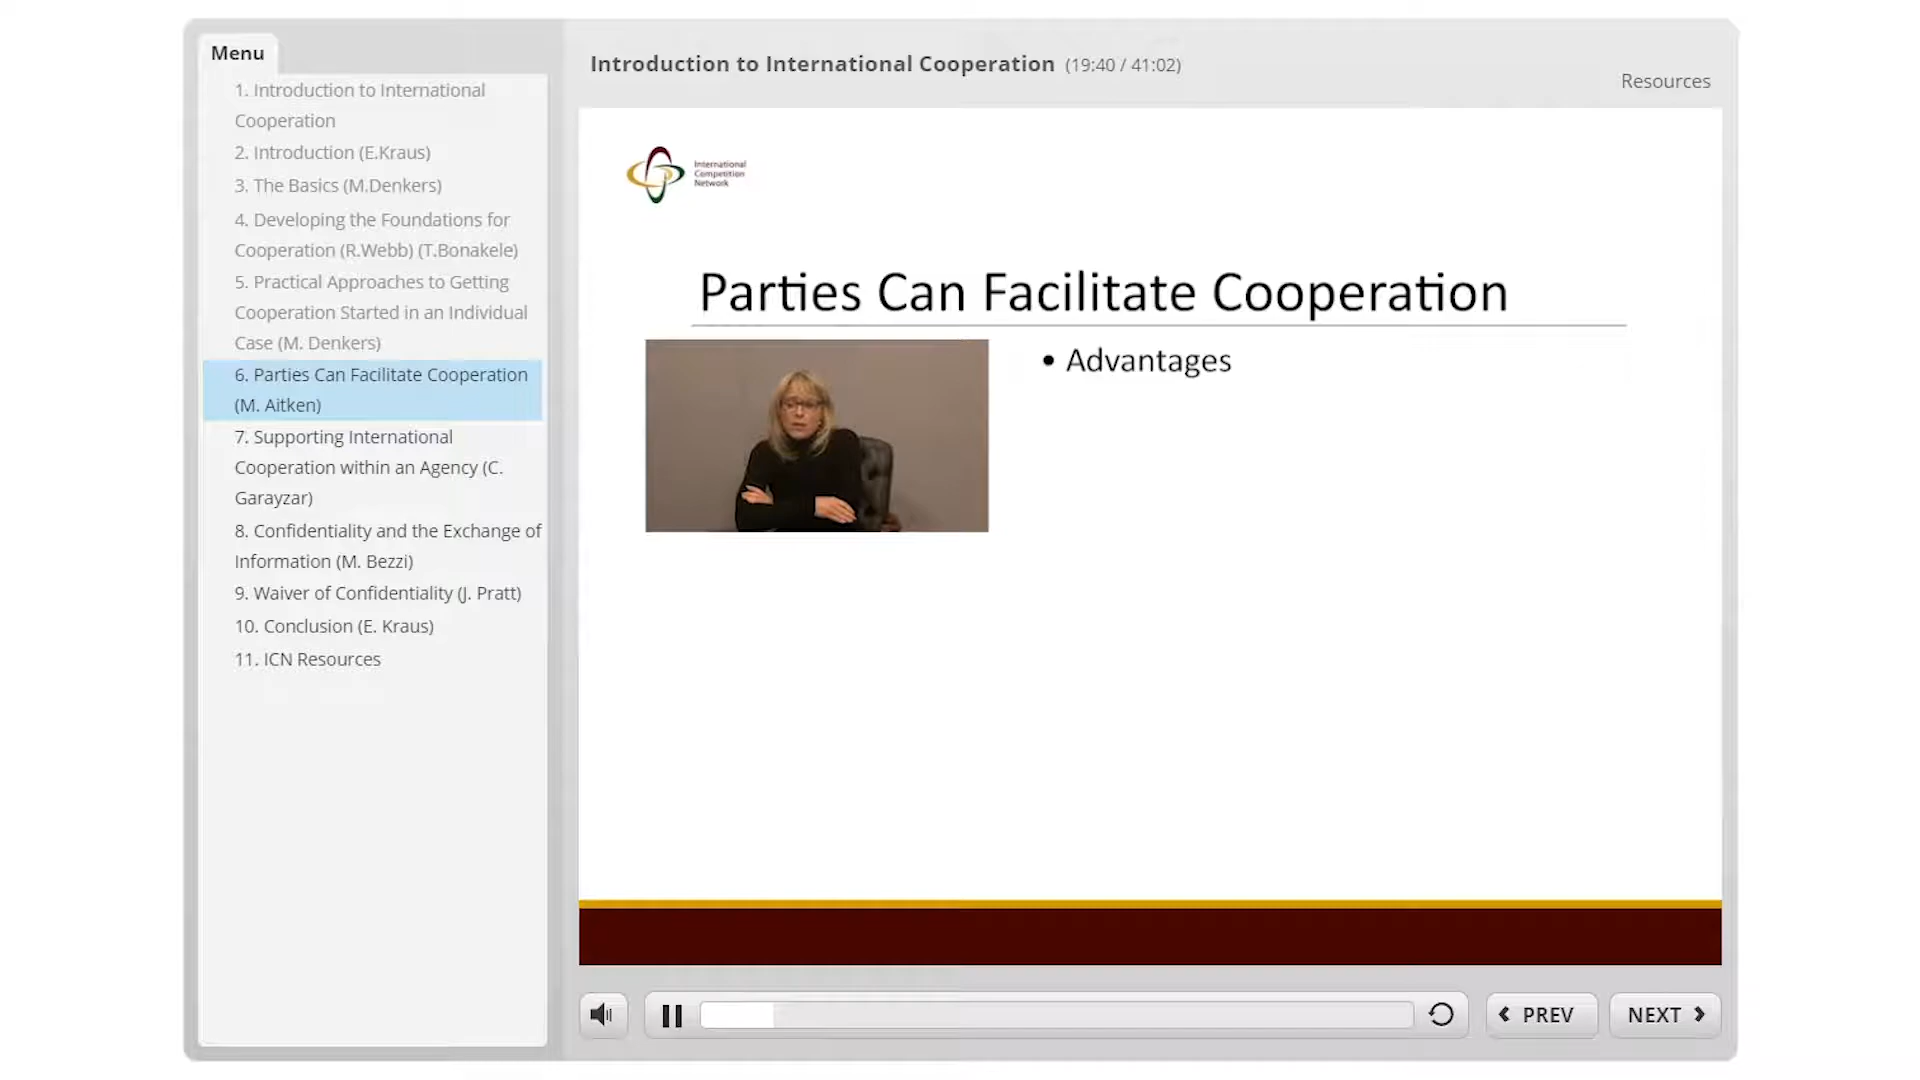 Menu
1. Introduction to International
Cooperation
2. Introduction (E.Kraus)
3. The Basics (M.Denkers)
4. Developing the Foundations for
Cooperation (R.Webb) (T.Bonakele)
5. Practical Approaches to Getting
Cooperation Started in an Individual
Case (M. Denkers)
6. Parties Can Facilitate Cooperation
(M. Aitken)
7. Supporting International
Cooperation within an Agency (C.
Garayzar)
8. Confidentiality and the Exchange of
Information (M. Bezzi)
9. Waiver of Confidentiality (J. Pratt)
10. Conclusion (E. Kraus)
11. ICN Resources
Introduction to International Cooperation (19:40 / 41:02)
Resources
International
Competition
Network
Parties Can Facilitate Cooperation
• Advantages
PREV
NEXT